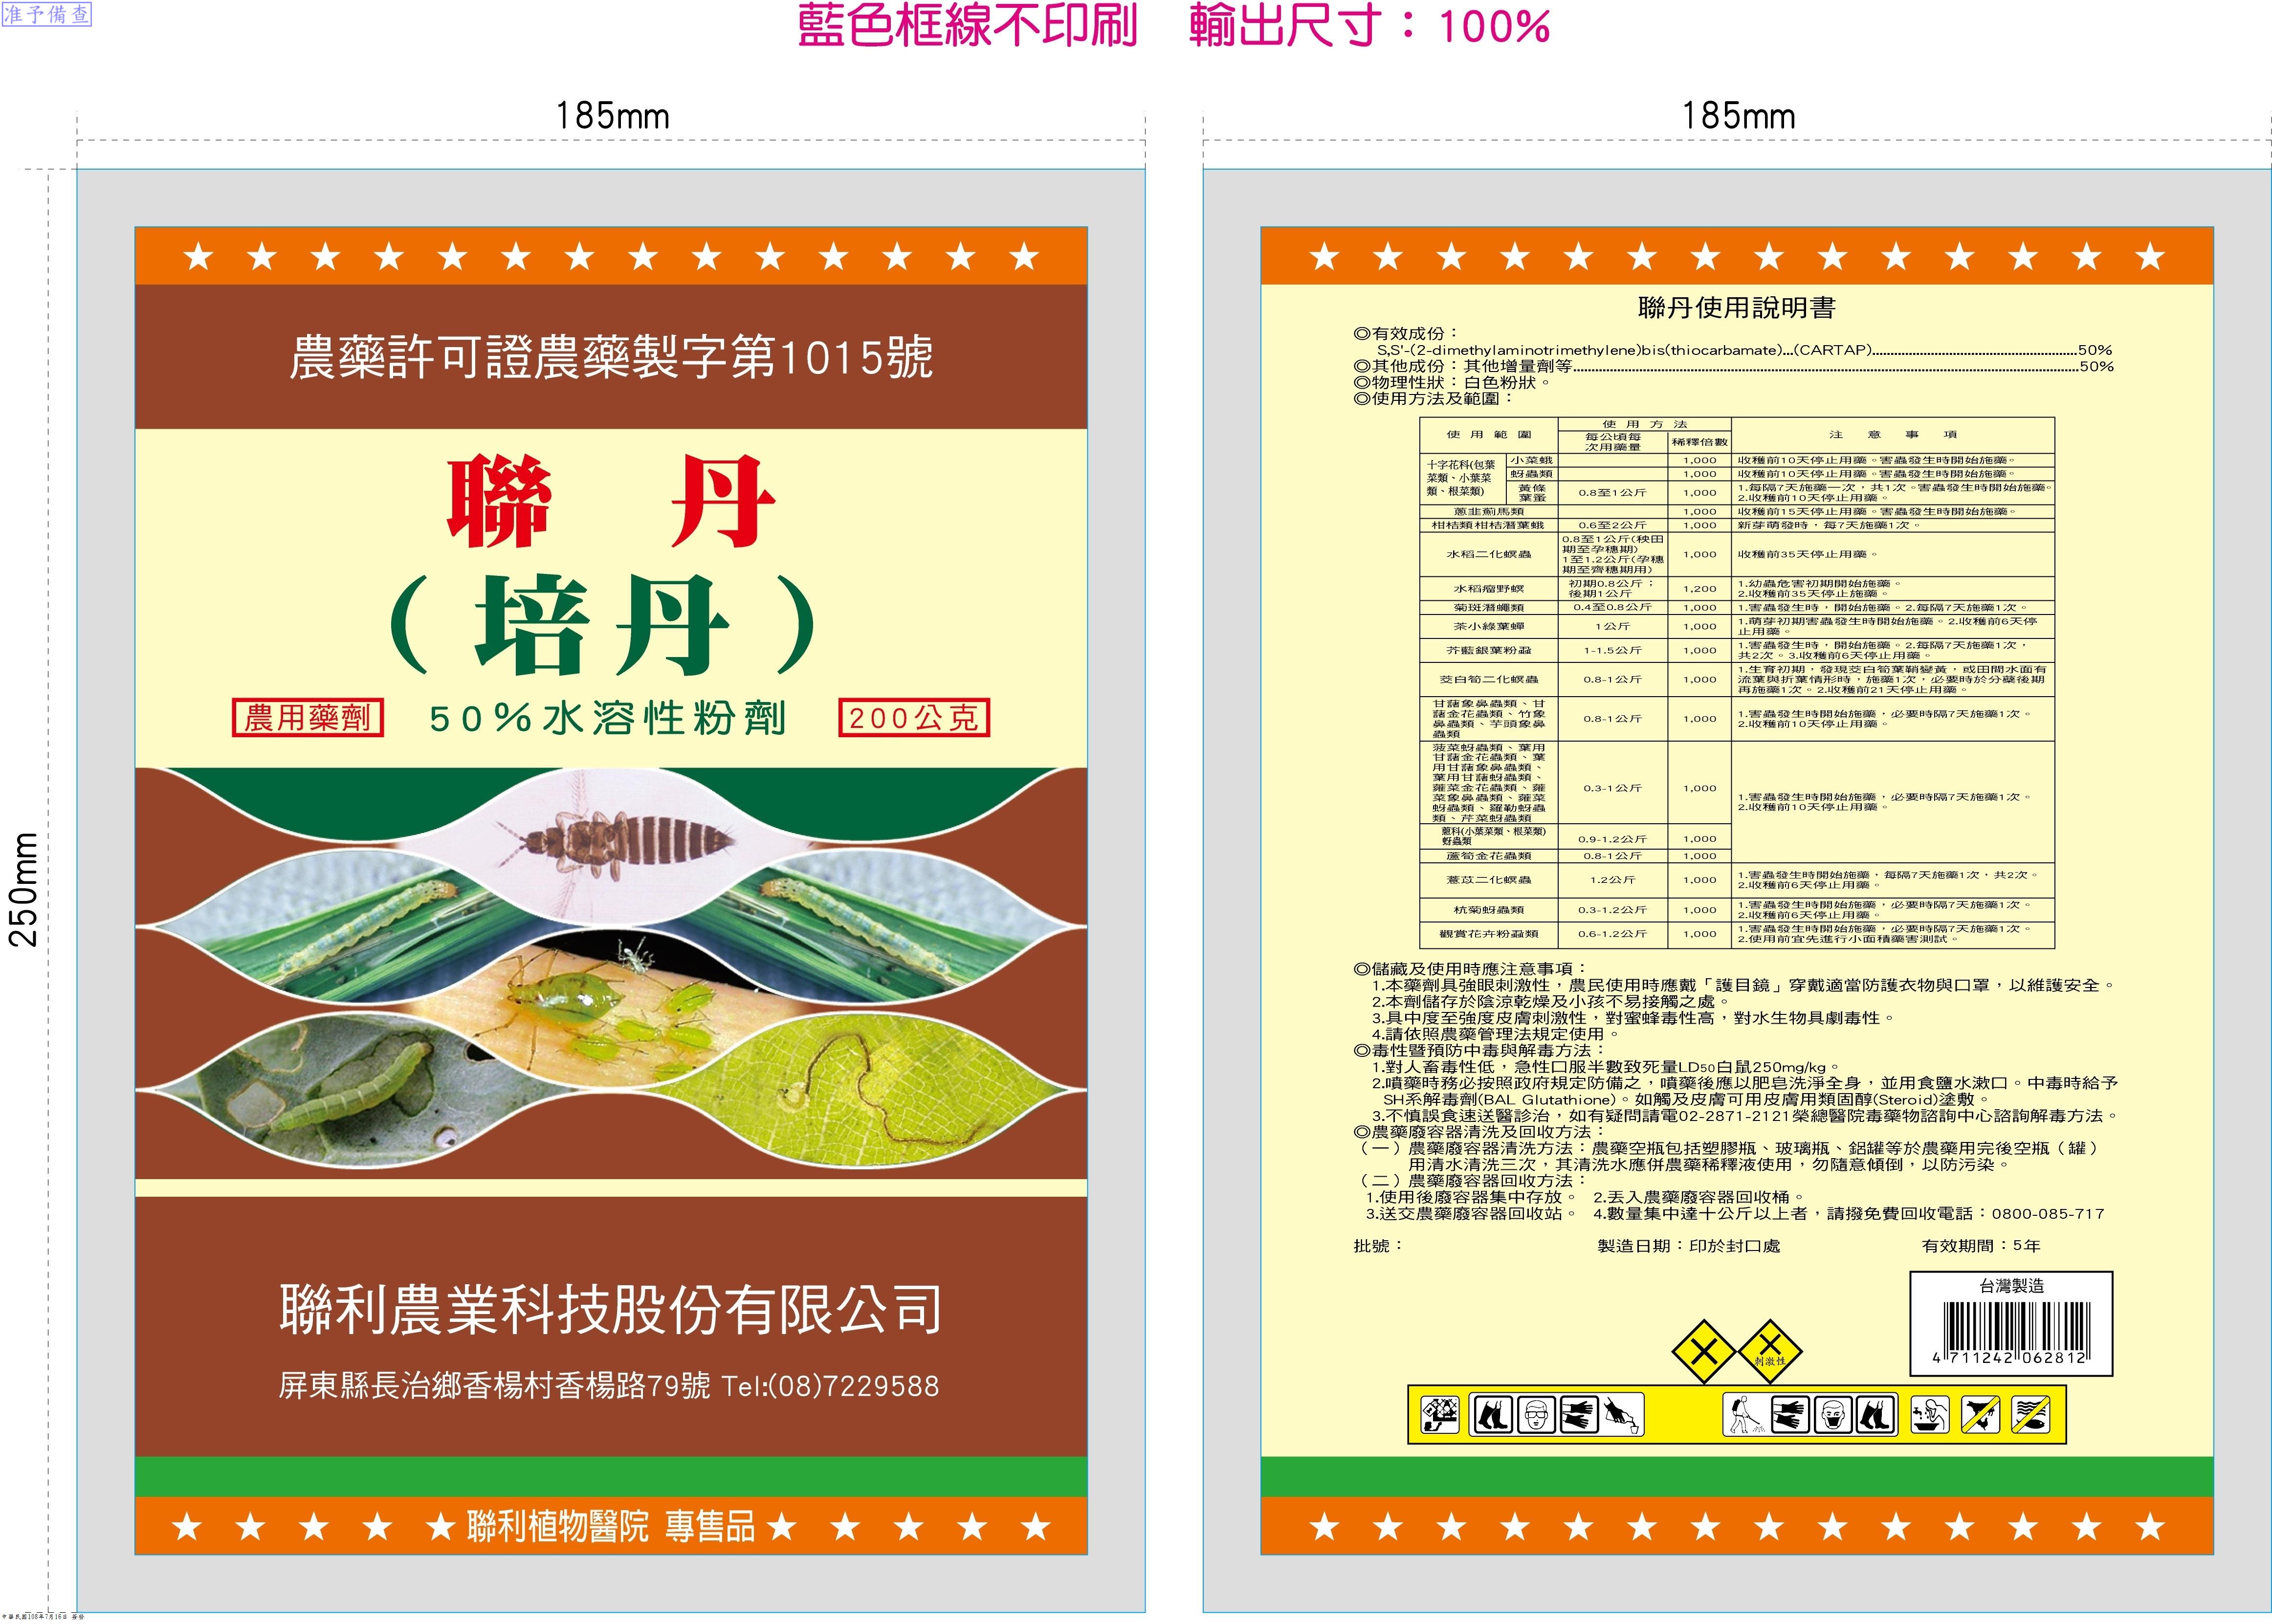 准予備查
藍色框線不印刷　輸出尺寸：100%
185mm
185mm
250mm
農藥許可證農藥製字第1015號
聯 丹
（培丹）
農用藥劑 50%水溶性粉劑 200公克
聯利農業科技股份有限公司
屏東縣長治鄉香楊村香楊路79號 Tel:(08)7229588
聯利植物醫院 專售品
聯丹使用說明書
◎有效成份：
S,S'-(2-dimethylaminotrimethylene)bis(thiocarbamate)...(CARTAP)...50%
◎其他成份：其他增量劑等...50%
◎物理性狀：白色粉狀。
◎使用方法及範圍：
使用範圍 使用方法 注意事項
每公頃每次用藥量 稀釋倍數
十字花科(包葉菜類、小葉菜類、根菜類) 小菜蛾 1,000 收穫前10天停止用藥。害蟲發生時開始施藥。
蚜蟲類 1,000 收穫前10天停止用藥。害蟲發生時開始施藥。
黃條葉蚤 0.8至1公斤 1,000 1.每隔7天施藥一次，共1次。害蟲發生時開始施藥。
2.收穫前10天停止用藥。
蔥韭薊馬類 1,000 收穫前15天停止用藥。害蟲發生時開始施藥。
柑桔類柑桔潛葉蛾 0.6至2公斤 1,000 新芽萌發時，每7天施藥1次。
水稻二化螟蟲 0.8至1公斤(秧田期至孕穗期) 1至1.2公斤(孕穗期至齊穗期用) 1,000 收穫前35天停止用藥。
水稻瘤野螟 初期0.8公斤；後期1公斤 1,200 1.幼蟲危害初期開始施藥。
2.收穫前35天停止施藥。
菊斑潛蠅類 0.4至0.8公斤 1,000 1.害蟲發生時，開始施藥。2.每隔7天施藥1次。
茶小綠葉蟬 1公斤 1,000 1.萌芽初期害蟲發生時開始施藥。2.收穫前6天停
止用藥。
芥藍銀葉粉蝨 1-1.5公斤 1,000 1.害蟲發生時，開始施藥。2.每隔7天施藥1次，
共2次。3.收穫前6天停止用藥。
茭白筍二化螟蟲 0.8-1公斤 1,000 1.生育初期，發現茭白筍葉鞘變黃，或田間水面有
流葉與折葉情形時，施藥1次，必要時於分蘗後期
再施藥1次。2.收穫前21天停止用藥。
甘藷象鼻蟲類、甘藷金花蟲類、竹象鼻蟲類、芋頭象鼻蟲類 0.8-1公斤 1,000 1.害蟲發生時開始施藥，必要時隔7天施藥1次。
2.收穫前10天停止用藥。
菠菜蚜蟲類、葉用甘藷金花蟲類、葉用甘藷象鼻蟲類、葉用甘藷蚜蟲類、蕹菜金花蟲類、蕹菜象鼻蟲類、蕹菜蚜蟲類、羅勒蚜蟲類、芹菜蚜蟲類 0.3-1公斤 1,000 1.害蟲發生時開始施藥，必要時隔7天施藥1次。
2.收穫前10天停止用藥。
蔥科(小葉菜類、根菜類)蚜蟲類 0.9-1.2公斤 1,000
蘆筍金花蟲類 0.8-1公斤 1,000
薏苡二化螟蟲 1.2公斤 1,000 1.害蟲發生時開始施藥，每隔7天施藥1次，共2次。
2.收穫前6天停止用藥。
杭菊蚜蟲類 0.3-1.2公斤 1,000 1.害蟲發生時開始施藥，必要時隔7天施藥1次。
2.收穫前6天停止用藥。
觀賞花卉粉蝨類 0.6-1.2公斤 1,000 1.害蟲發生時開始施藥，必要時隔7天施藥1次。
2.使用前宜先進行小面積藥害測試。
◎儲藏及使用時應注意事項：
1.本藥劑具強眼刺激性，農民使用時應戴「護目鏡」穿戴適當防護衣物與口罩，以維護安全。
2.本劑儲存於陰涼乾燥及小孩不易接觸之處。
3.具中度至強度皮膚刺激性，對蜜蜂毒性高，對水生物具劇毒性。
4.請依照農藥管理法規定使用。
◎毒性暨預防中毒與解毒方法：
1.對人畜毒性低，急性口服半數致死量LD50白鼠250mg/kg。
2.噴藥時務必按照政府規定防備之，噴藥後應以肥皂洗淨全身，並用食鹽水漱口。中毒時給予
SH系解毒劑(BAL Glutathione)。如觸及皮膚可用皮膚用類固醇(Steroid)塗敷。
3.不慎誤食速送醫診治，如有疑問請電02-2871-2121榮總醫院毒藥物諮詢中心諮詢解毒方法。
◎農藥廢容器清洗及回收方法：
（一）農藥廢容器清洗方法：農藥空瓶包括塑膠瓶、玻璃瓶、鋁罐等於農藥用完後空瓶（罐）
用清水清洗三次，其清洗水應併農藥稀釋液使用，勿隨意傾倒，以防污染。
（二）農藥廢容器回收方法：
1.使用後廢容器集中存放。 2.丟入農藥廢容器回收桶。
3.送交農藥廢容器回收站。 4.數量集中達十公斤以上者，請撥免費回收電話：0800-085-717
批號： 製造日期：印於封口處 有效期間：5年
台灣製造
4 711242 062812
刺激性
中華民國108年7月16日